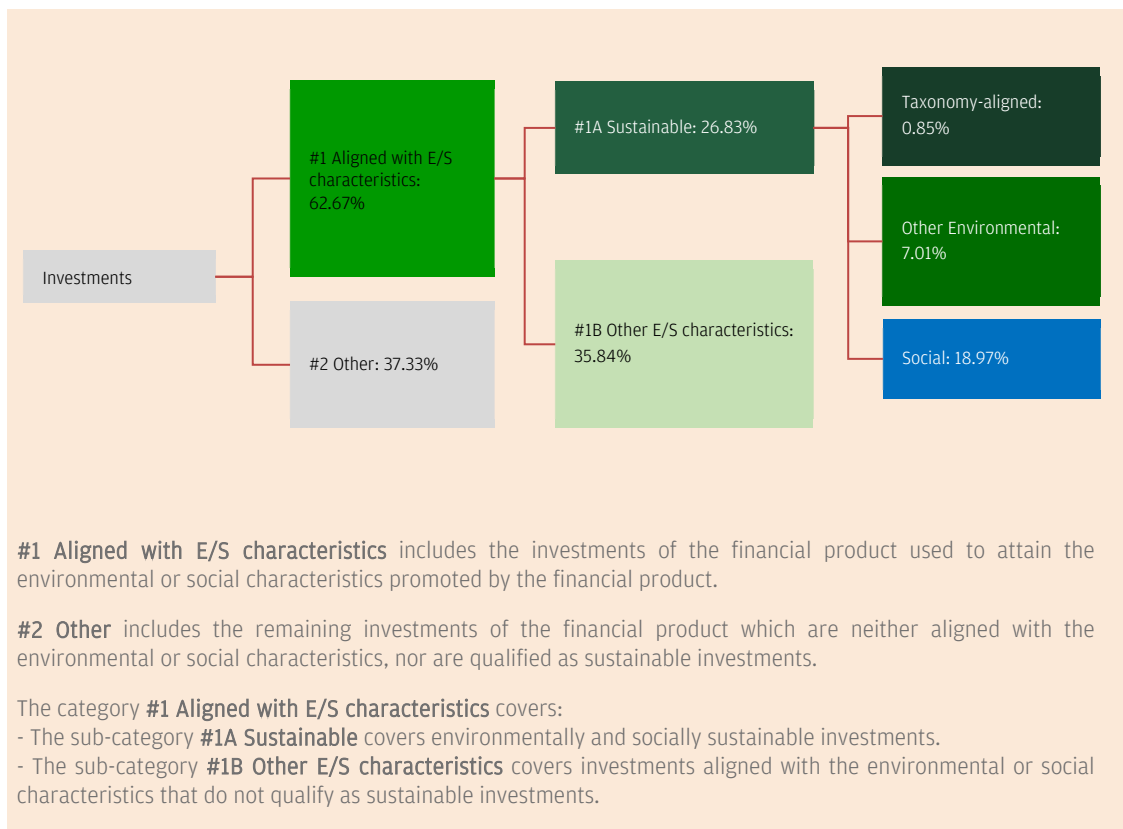 Investments
#1 Aligned with E/S
characteristics:
62.67%
#2 Other: 37.33%
#1A Sustainable: 26.83%
#1B Other E/S characteristics:
35.84%
Taxonomy-aligned:
0.85%
Other Environmental:
7.01%
Social: 18.97%
#1 Aligned with E/S characteristics includes the investments of the financial product used to attain the
environmental or social characteristics promoted by the financial product.
#2 Other includes the remaining investments of the financial product which are neither aligned with the
environmental or social characteristics, nor are qualified as sustainable investments.
The category #1 Aligned with E/S characteristics covers:
- The sub-category #1A Sustainable covers environmentally and socially sustainable investments.
- The sub-category #1B Other E/S characteristics covers investments aligned with the environmental or social
characteristics that do not qualify as sustainable investments.